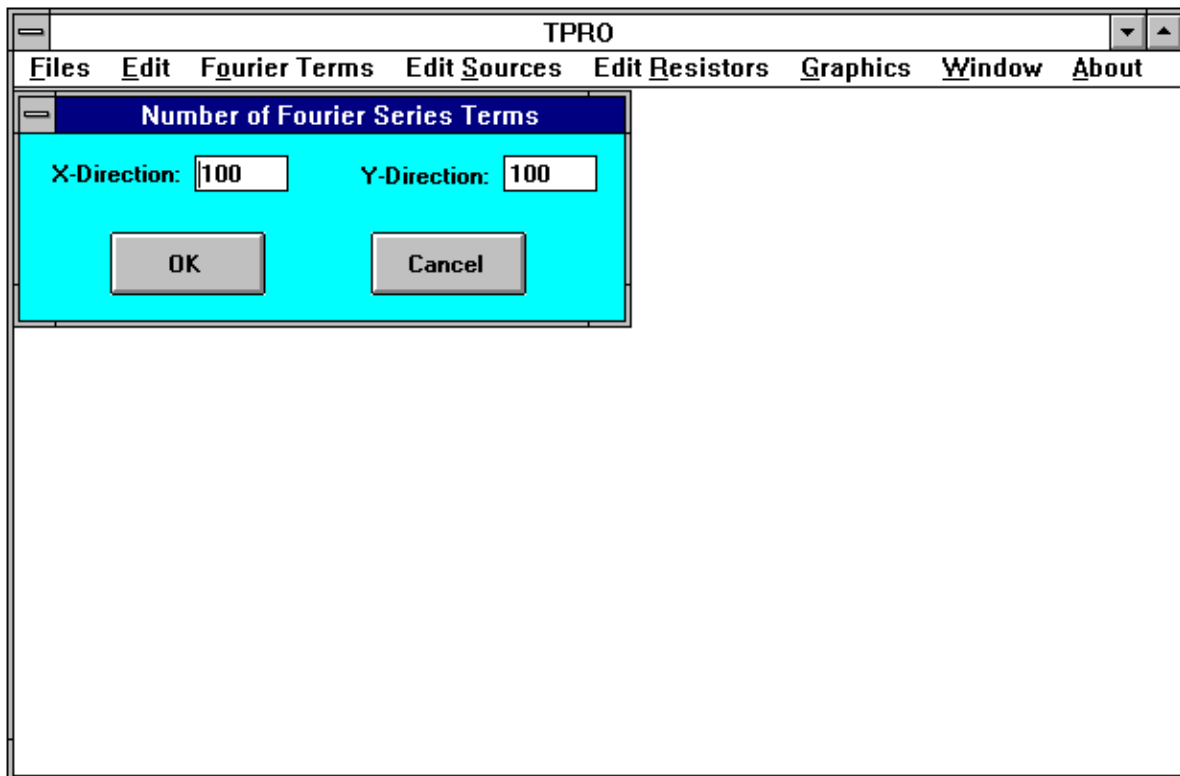 TPRO
Files Edit Fourier Terms Edit Sources Edit Resistors Graphics Window About
Number of Fourier Series Terms
X-Direction: 100 Y-Direction: 100
OK Cancel